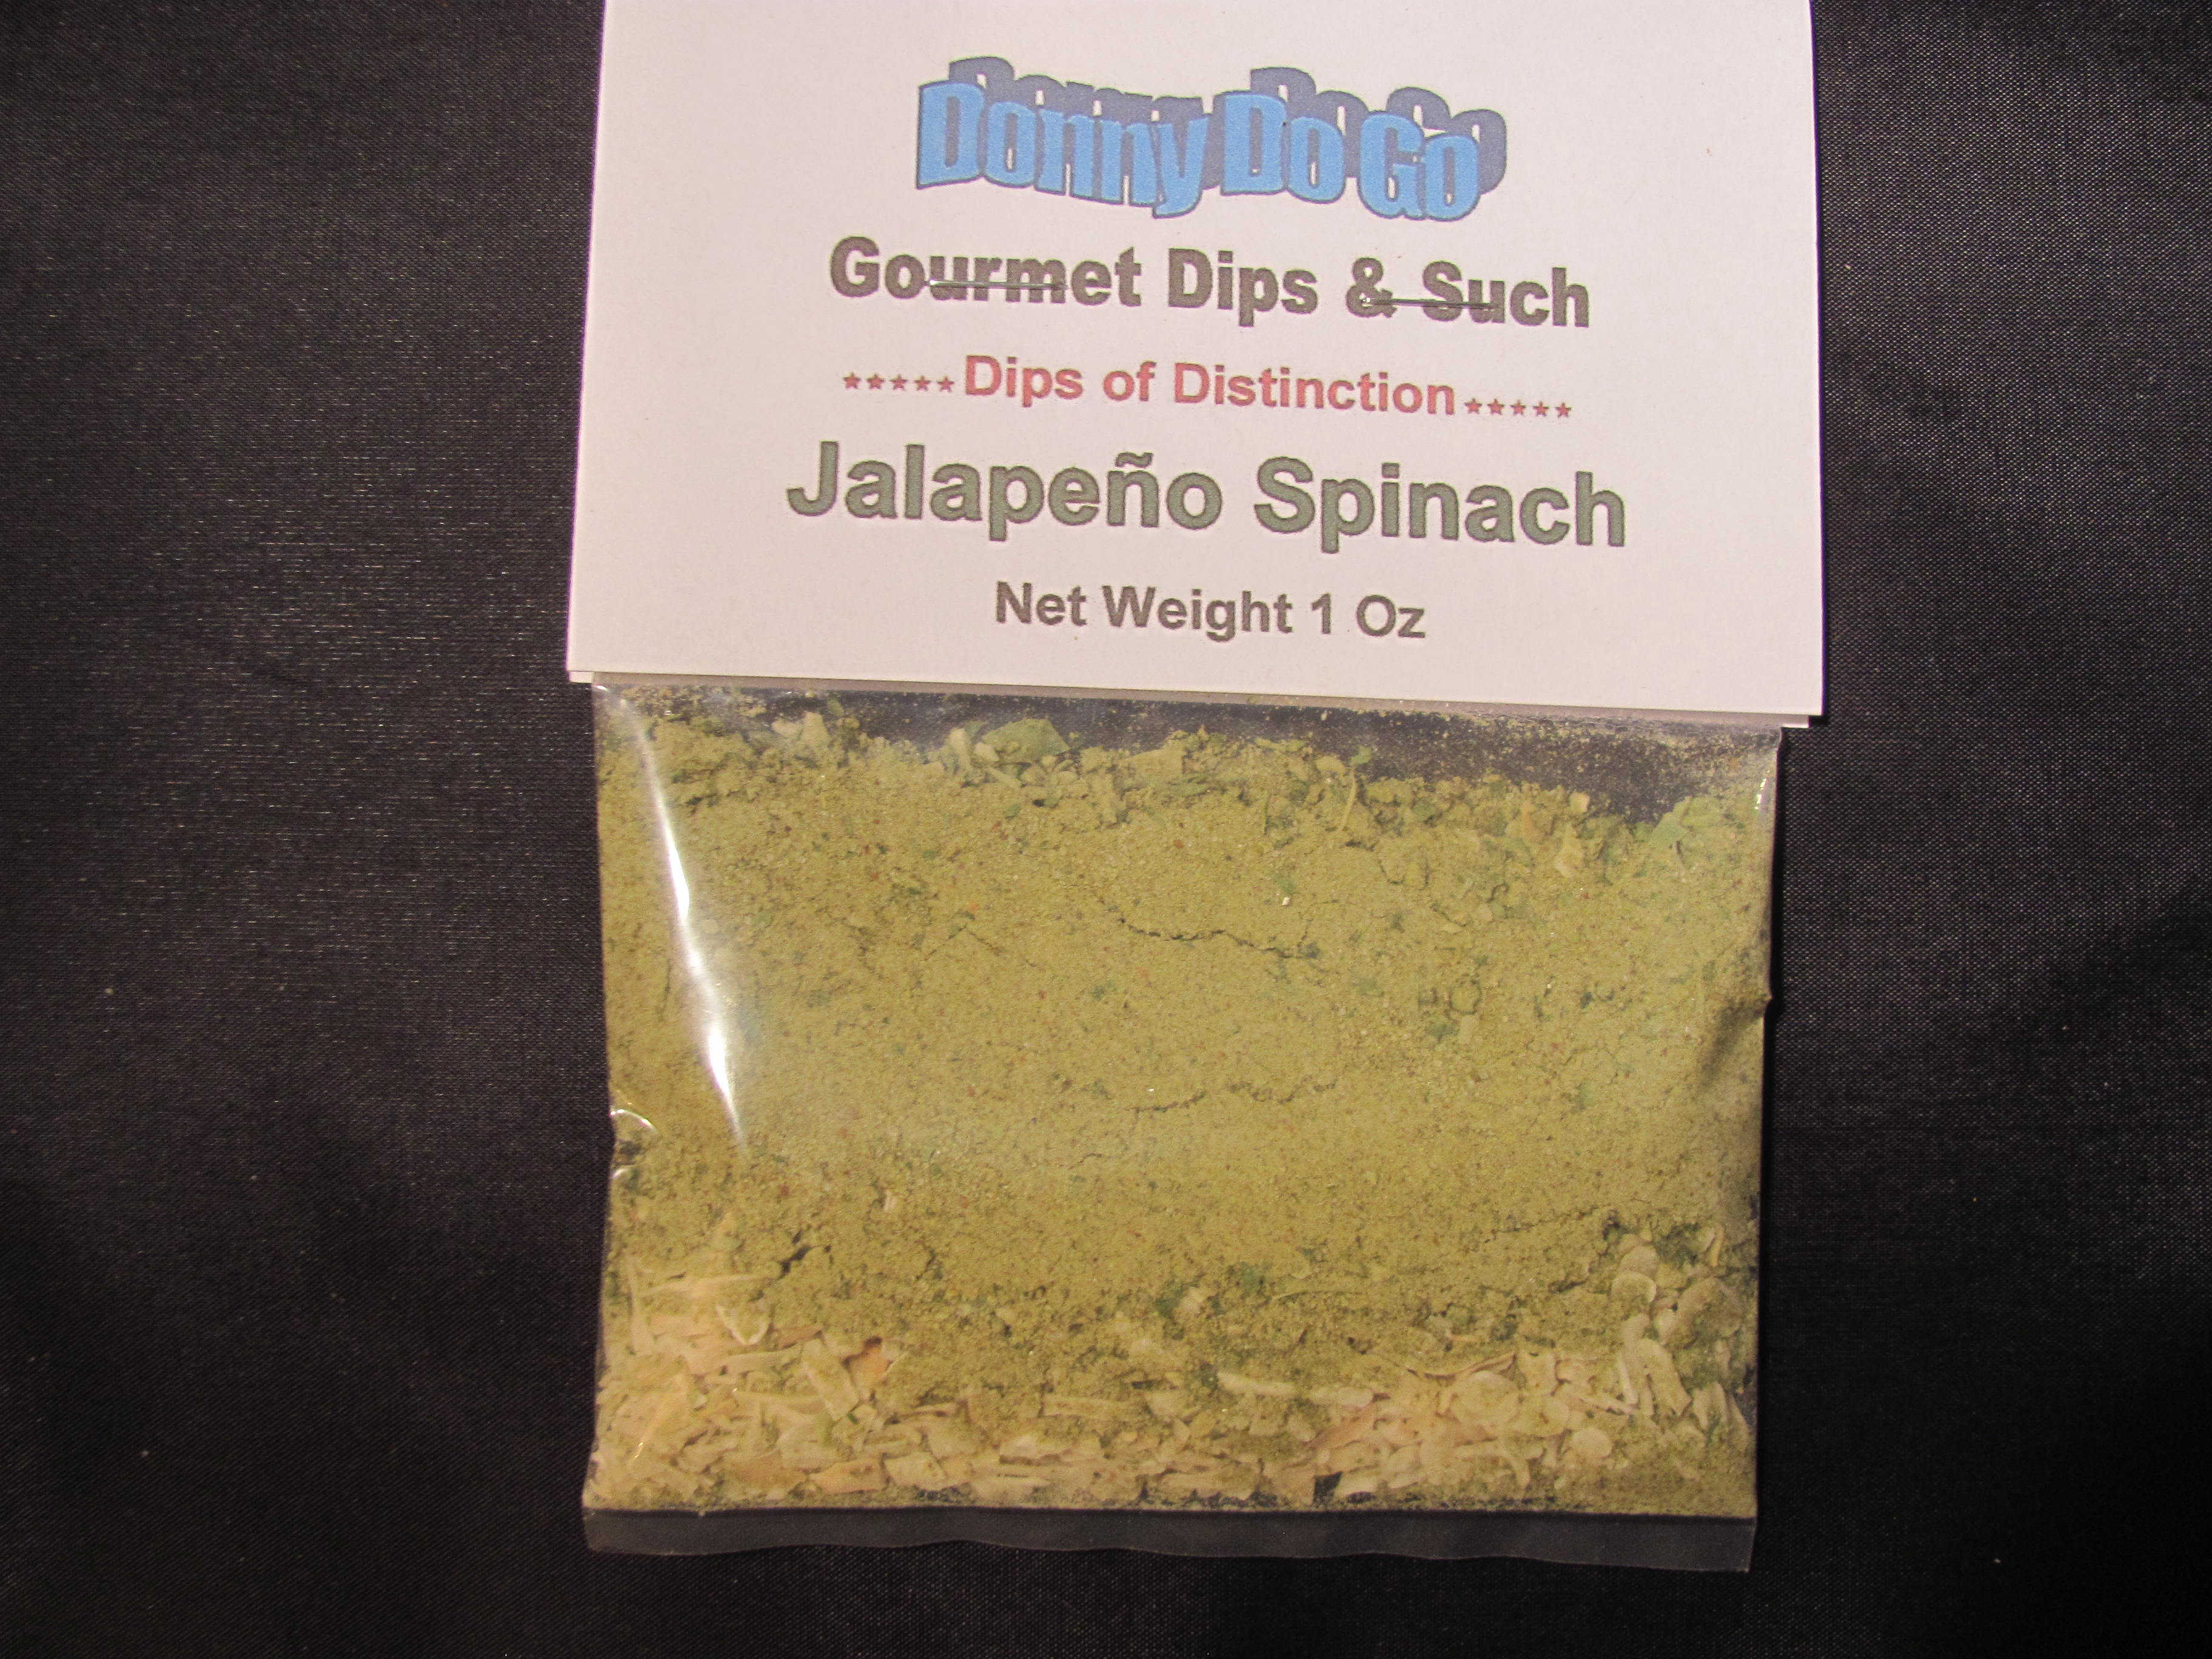 Donny Do Go
Gourmet Dips & Such
*****Dips of Distinction*****
Jalapeño Spinach
Net Weight 1 Oz